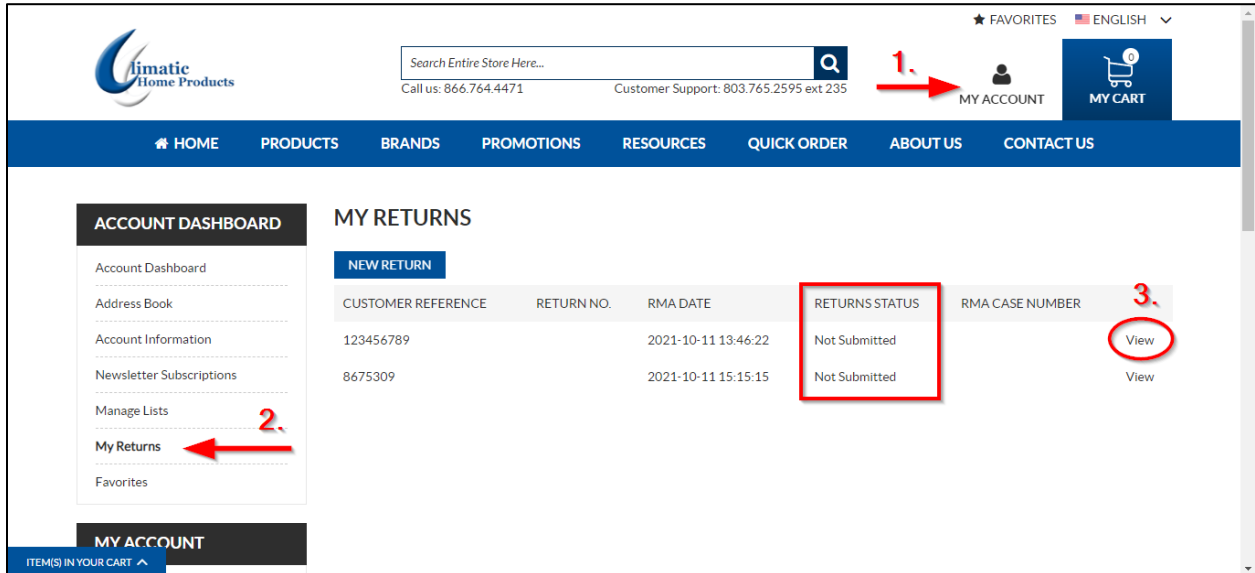 FAVORITES ENGLISH
Climatic
Home Products
Search Entire Store Here...
Call us: 866.764.4471 Customer Support: 803.765.2595 ext 235
1.
MY ACCOUNT
0
MY CART
HOME PRODUCTS BRANDS PROMOTIONS RESOURCES QUICK ORDER ABOUT US CONTACT US
ACCOUNT DASHBOARD
Account Dashboard
Address Book
Account Information
Newsletter Subscriptions
Manage Lists
2.
My Returns
Favorites
MY ACCOUNT
ITEM(S) IN YOUR CART
MY RETURNS
NEW RETURN
CUSTOMER REFERENCE RETURN NO. RMA DATE RETURNS STATUS RMA CASE NUMBER
3.
123456789 2021-10-11 13:46:22 Not Submitted View
8675309 2021-10-11 15:15:15 Not Submitted View